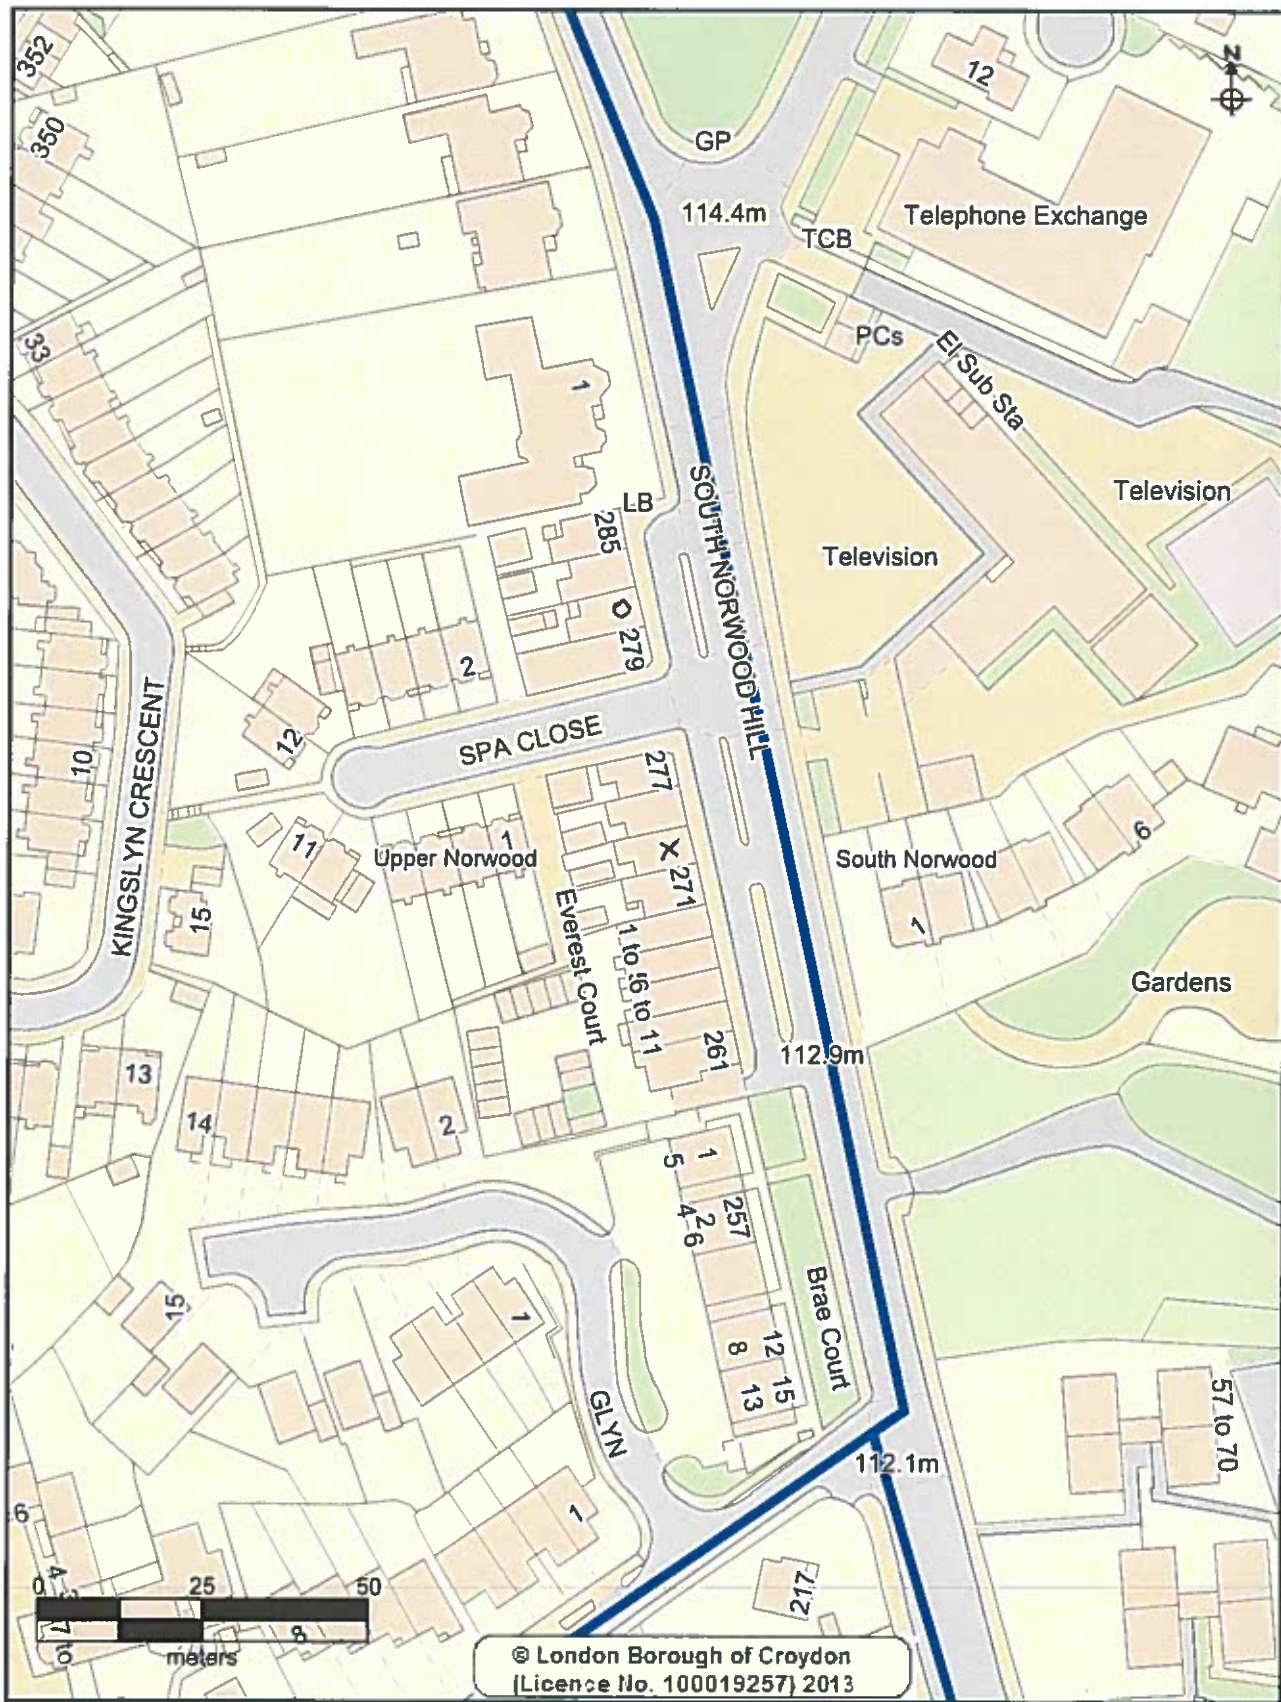 352
350
12
N
GP
114.4m
Telephone Exchange
TCB
PCs
El Sub Sta
33
1
LB
285
SOUTH NORWOOD HILL
Television
Television
279
2
12
SPA CLOSE
10
KINGSLYN CRESCENT
277
11
Upper Norwood
1
271
South Norwood
6
1
15
Everest Court
1 to
6 to 11
Gardens
261
112.9m
13
14
2
1
5
257
2
4-6
Brae Court
15
1
12
8
15
13
GLYN
57 to 70
112.1m
1
217
0
25
50
8
meters
© London Borough of Croydon
(Licence No. 100019257) 2013